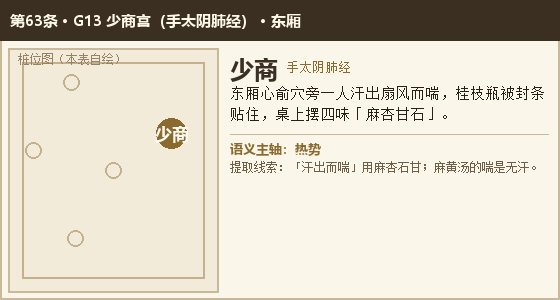 第63条・G13 少商宫（手太阴肺经）・东厢
桩位图（本表自绘）
少商
少商 手太阴肺经
东厢心俞穴旁一人汗出扇风而喘，桂枝瓶被封条
贴住，桌上摆四味「麻杏甘石」。
语义主轴：热势
提取线索：「汗出而喘」用麻杏石甘；麻黄汤的喘是无汗。